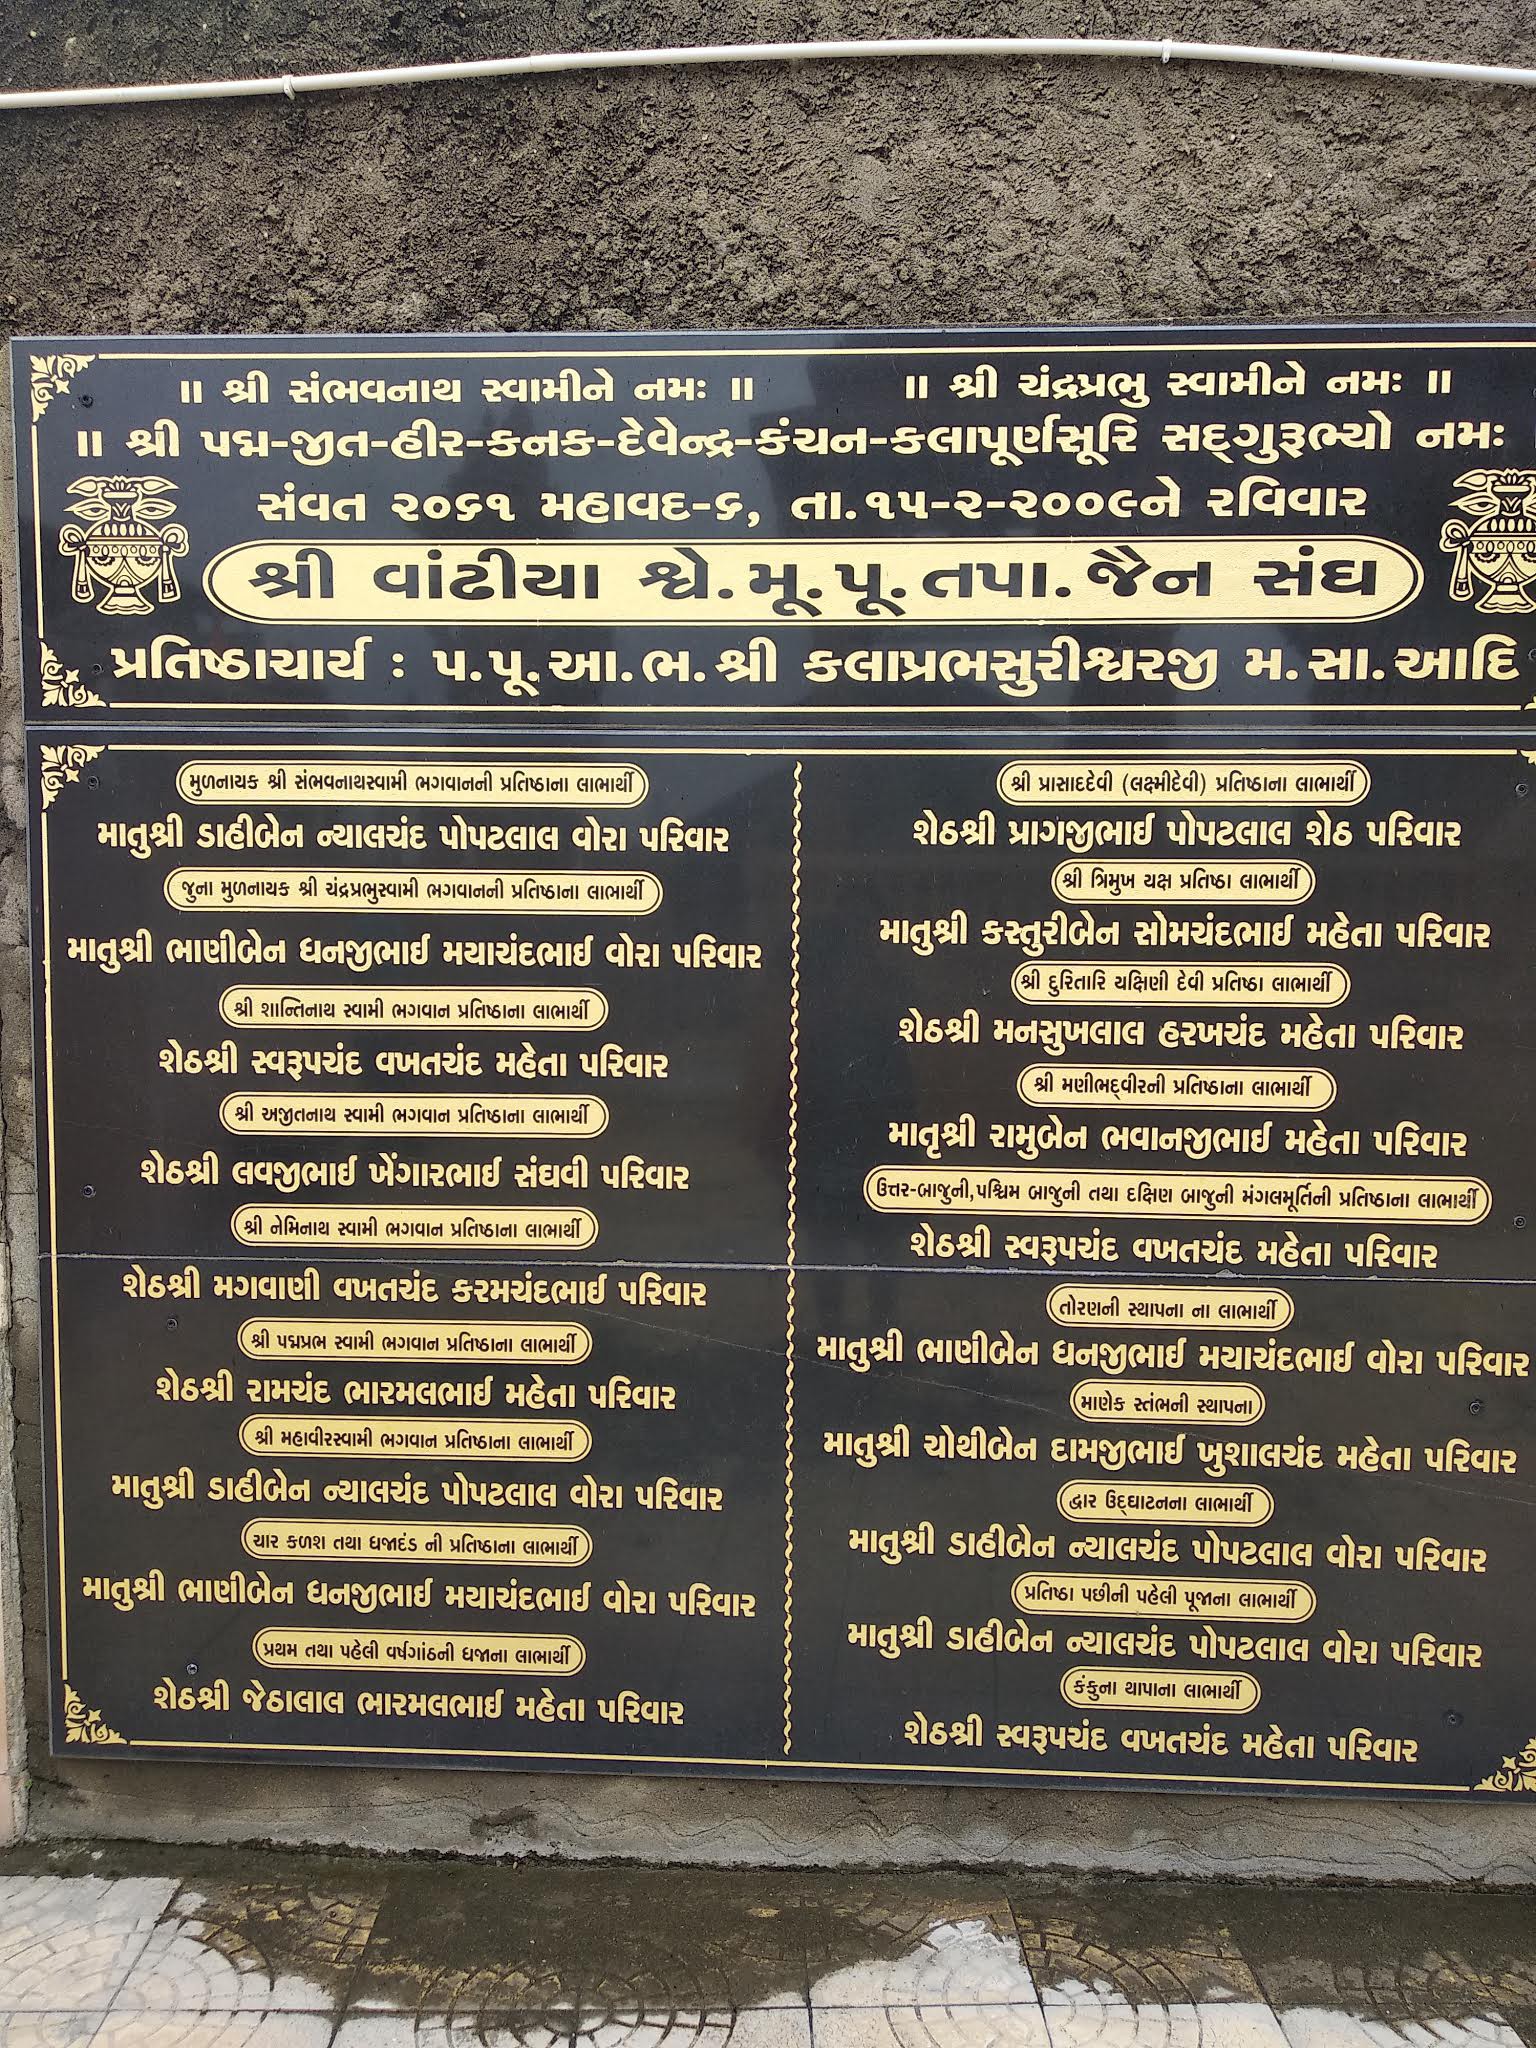 ॥ શ્રી સંભવનાથ સ્વામીને નમઃ ॥ ॥ શ્રી ચંદ્રપ્રભુ સ્વામીને નમઃ ॥
॥ શ્રી પદ્મ-જીત-હીર-કનક-દેવેન્દ્ર-કંચન-કલાપૂર્ણસૂરિ સદ્‌ગુરૂભ્યો નમઃ
સંવત ૨૦૬૧ મહાવદ-૬, તા.૧૫-૨-૨૦૦૯ને રવિવાર
શ્રી વાંઢીયા શ્વે.મૂ.પૂ.તપા.જૈન સંઘ
પ્રતિષ્ઠાચાર્ય : પ.પૂ.આ.ભ.શ્રી કલાપ્રભસુરીશ્વરજી મ.સા.આદિ
મુળનાયક શ્રી સંભવનાથસ્વામી ભગવાનની પ્રતિષ્ઠાના લાભાર્થી
માતુશ્રી ડાહીબેન ન્યાલચંદ પોપટલાલ વોરા પરિવાર
જુના મુળનાયક શ્રી ચંદ્રપ્રભુસ્વામી ભગવાનની પ્રતિષ્ઠાના લાભાર્થી
માતુશ્રી ભાણીબેન ધનજીભાઈ મયાચંદભાઈ વોરા પરિવાર
શ્રી શાન્તિનાથ સ્વામી ભગવાન પ્રતિષ્ઠાના લાભાર્થી
શેઠશ્રી સ્વરૂપચંદ વખતચંદ મહેતા પરિવાર
શ્રી અજીતનાથ સ્વામી ભગવાન પ્રતિષ્ઠાના લાભાર્થી
શેઠશ્રી લવજીભાઈ ખેંગારભાઈ સંઘવી પરિવાર
શ્રી નેમિનાથ સ્વામી ભગવાન પ્રતિષ્ઠાના લાભાર્થી
શેઠશ્રી મગવાણી વખતચંદ કરમચંદભાઈ પરિવાર
શ્રી પદ્મપ્રભ સ્વામી ભગવાન પ્રતિષ્ઠાના લાભાર્થી
શેઠશ્રી રામચંદ ભારમલભાઈ મહેતા પરિવાર
શ્રી મહાવીરસ્વામી ભગવાન પ્રતિષ્ઠાના લાભાર્થી
માતુશ્રી ડાહીબેન ન્યાલચંદ પોપટલાલ વોરા પરિવાર
ચાર કળશ તથા ધજાદંડ ની પ્રતિષ્ઠાના લાભાર્થી
માતુશ્રી ભાણીબેન ધનજીભાઈ મયાચંદભાઈ વોરા પરિવાર
પ્રથમ તથા પહેલી વર્ષગાંઠની ધજાના લાભાર્થી
શેઠશ્રી જેઠાલાલ ભારમલભાઈ મહેતા પરિવાર
શ્રી પ્રાસાદદેવી (લક્ષ્મીદેવી) પ્રતિષ્ઠાના લાભાર્થી
શેઠશ્રી પ્રાગજીભાઈ પોપટલાલ શેઠ પરિવાર
શ્રી ત્રિમુખ યક્ષ પ્રતિષ્ઠા લાભાર્થી
માતુશ્રી કસ્તુરીબેન સોમચંદભાઈ મહેતા પરિવાર
શ્રી દુરિતારિ યક્ષિણી દેવી પ્રતિષ્ઠા લાભાર્થી
શેઠશ્રી મનસુખલાલ હરખચંદ મહેતા પરિવાર
શ્રી મણીભદ્‌વીરની પ્રતિષ્ઠાના લાભાર્થી
માતૃશ્રી રામુબેન ભવાનજીભાઈ મહેતા પરિવાર
ઉત્તર-બાજુની,પશ્ચિમ બાજુની તથા દક્ષિણ બાજુની મંગલમૂર્તિની પ્રતિષ્ઠાના લાભાર્થી
શેઠશ્રી સ્વરૂપચંદ વખતચંદ મહેતા પરિવાર
તોરણની સ્થાપના ના લાભાર્થી
માતુશ્રી ભાણીબેન ધનજીભાઈ મયાચંદભાઈ વોરા પરિવાર
માણેક સ્તંભની સ્થાપના
માતુશ્રી ચોથીબેન દામજીભાઈ ખુશાલચંદ મહેતા પરિવાર
દ્વાર ઉદ્‌ઘાટનના લાભાર્થી
માતુશ્રી ડાહીબેન ન્યાલચંદ પોપટલાલ વોરા પરિવાર
પ્રતિષ્ઠા પછીની પહેલી પૂજાના લાભાર્થી
માતુશ્રી ડાહીબેન ન્યાલચંદ પોપટલાલ વોરા પરિવાર
કંકુના થાપાના લાભાર્થી
શેઠશ્રી સ્વરૂપચંદ વખતચંદ મહેતા પરિવાર